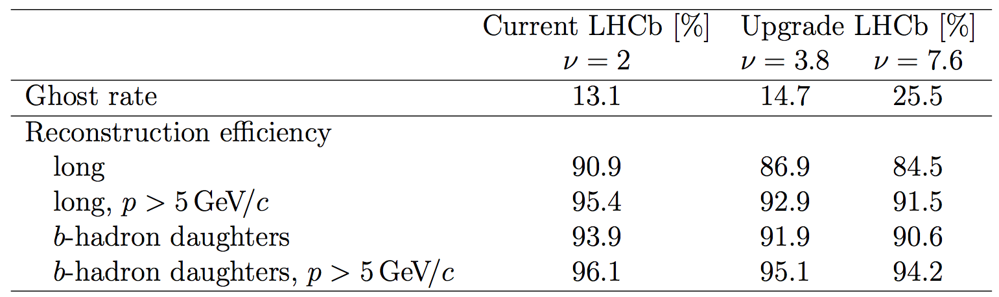 Current LHCb [%] Upgrade LHCb [%]
ν = 2 ν = 3.8 ν = 7.6
Ghost rate 13.1 14.7 25.5
Reconstruction efficiency
long 90.9 86.9 84.5
long, p > 5 GeV/c 95.4 92.9 91.5
b-hadron daughters 93.9 91.9 90.6
b-hadron daughters, p > 5 GeV/c 96.1 95.1 94.2